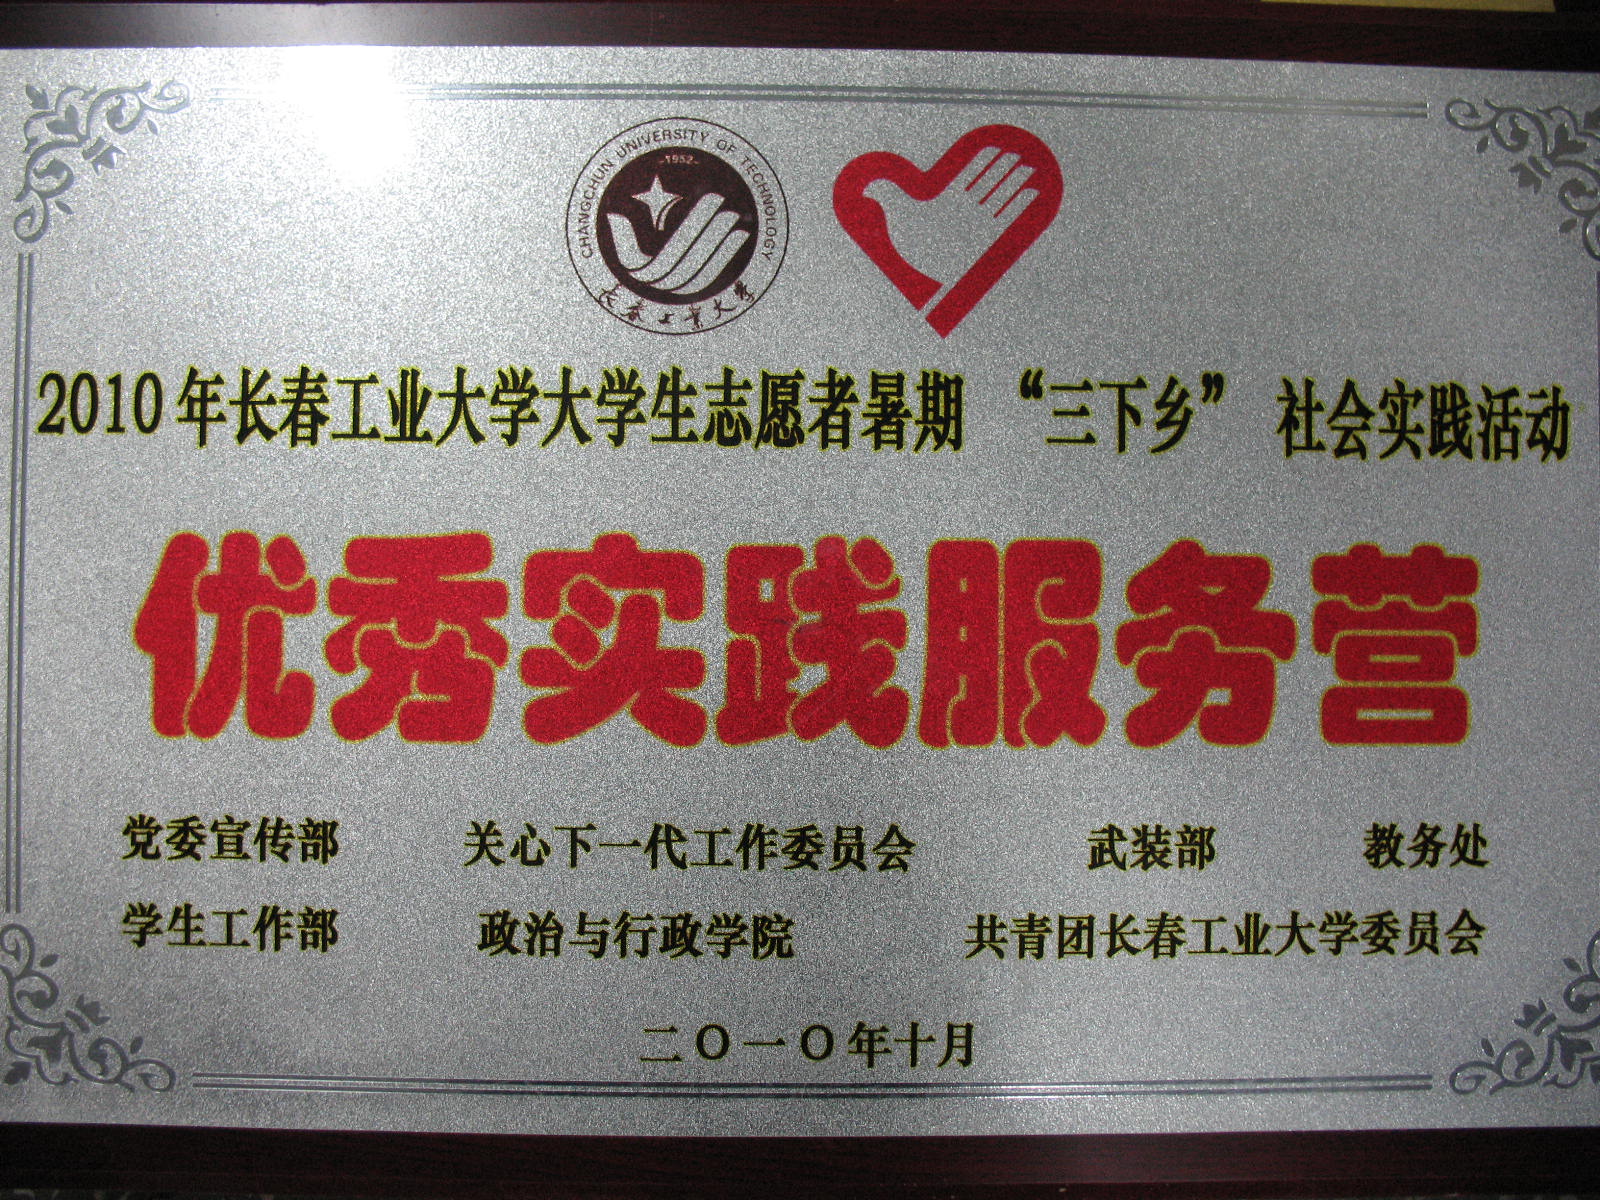 CHANGCHUN UNIVERSITY OF TECHNOLOGY
-1952-
长春工业大学
2010年长春工业大学大学生志愿者暑期 “三下乡” 社会实践活动
优秀实践服务营
党委宣传部 关心下一代工作委员会 武装部 教务处
学生工作部 政治与行政学院 共青团长春工业大学委员会
二〇一〇年十月